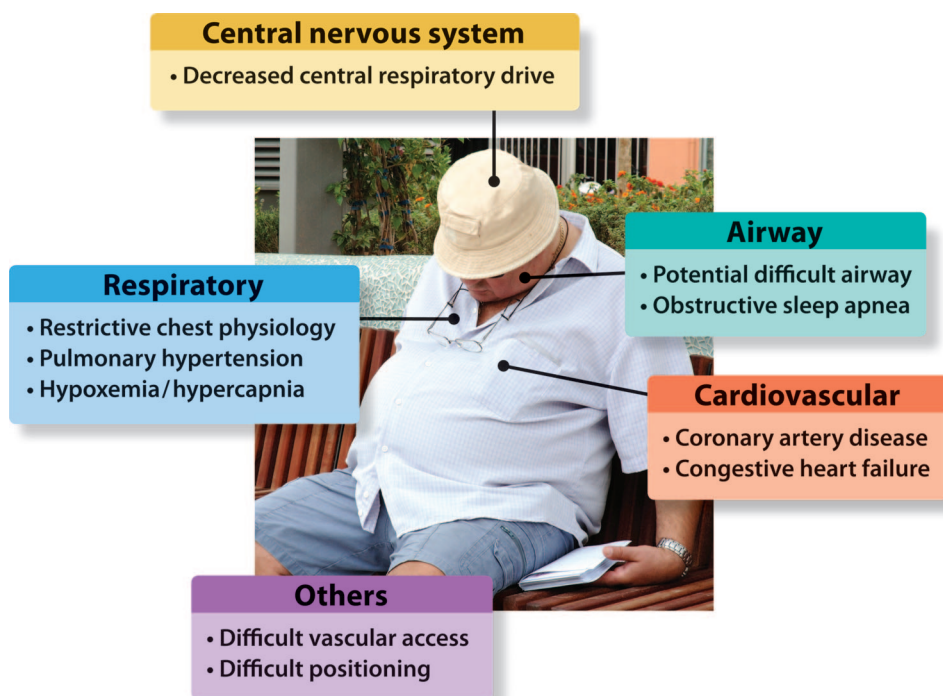 Central nervous system
• Decreased central respiratory drive
Airway
• Potential difficult airway
• Obstructive sleep apnea
Respiratory
• Restrictive chest physiology
• Pulmonary hypertension
• Hypoxemia/hypercapnia
Cardiovascular
• Coronary artery disease
• Congestive heart failure
Others
• Difficult vascular access
• Difficult positioning